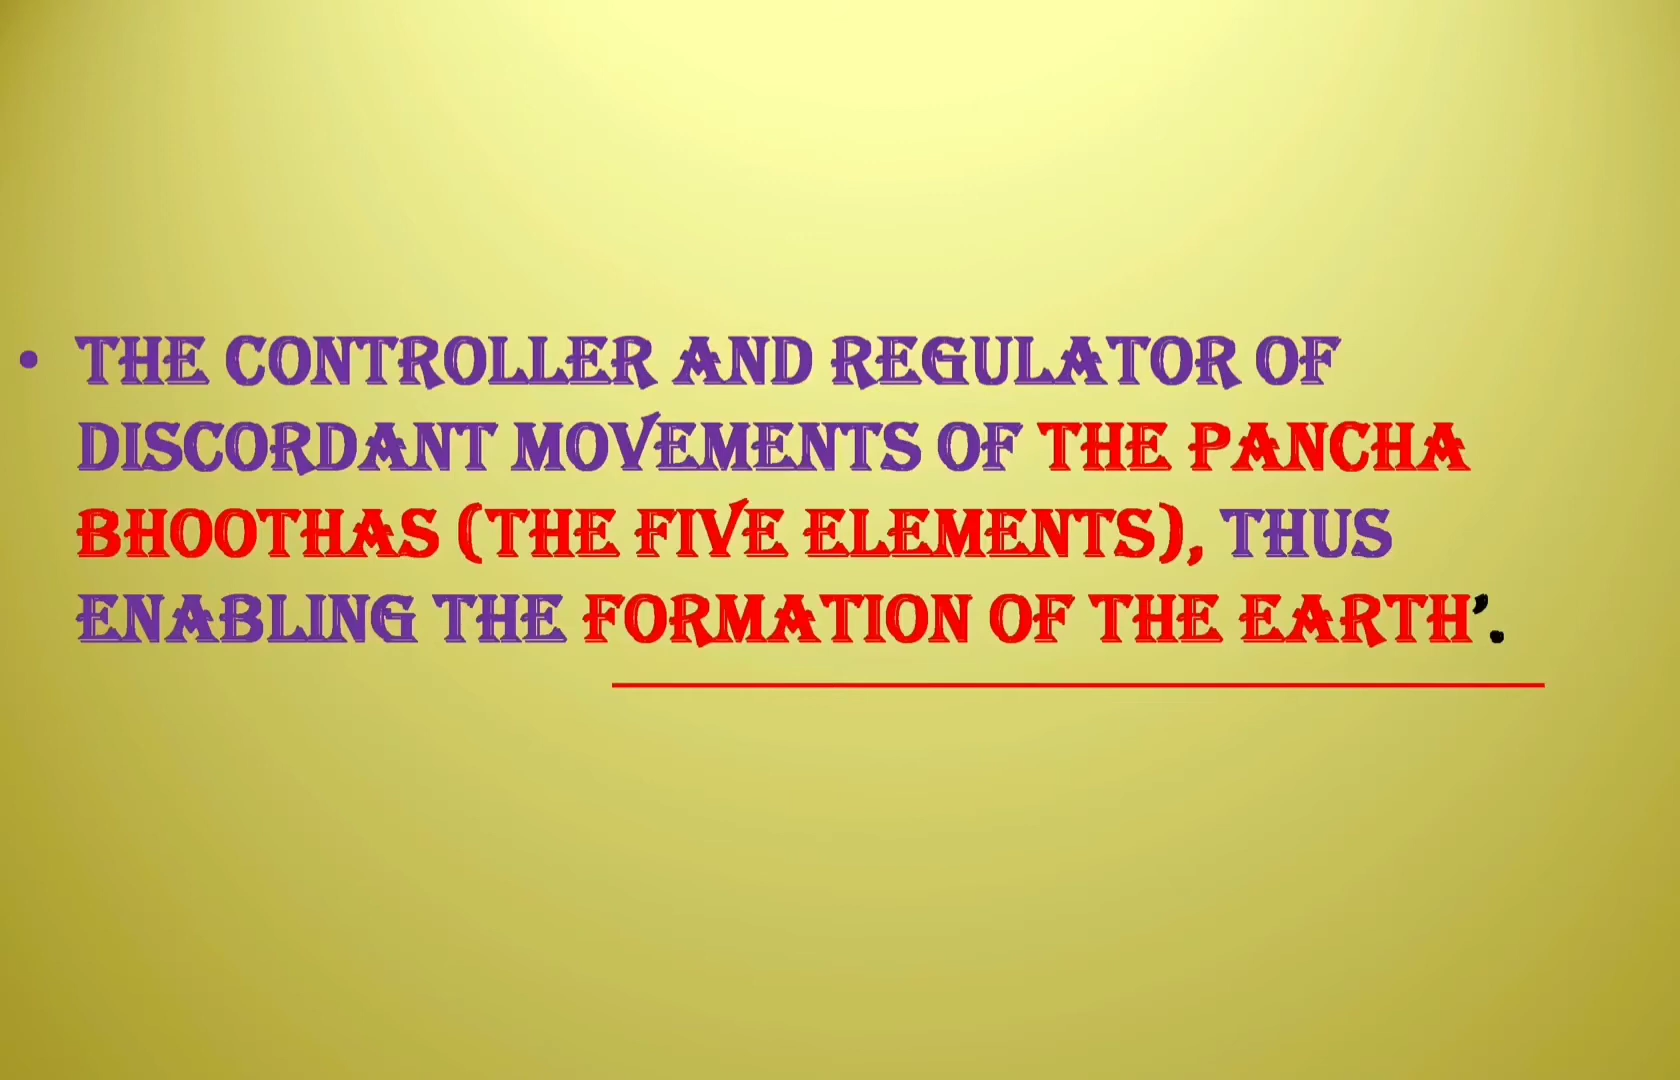 • THE CONTROLLER AND REGULATOR OF
DISCORDANT MOVEMENTS OF THE PANCHA
BHOOTHAS (THE FIVE ELEMENTS), THUS
ENABLING THE FORMATION OF THE EARTH’.